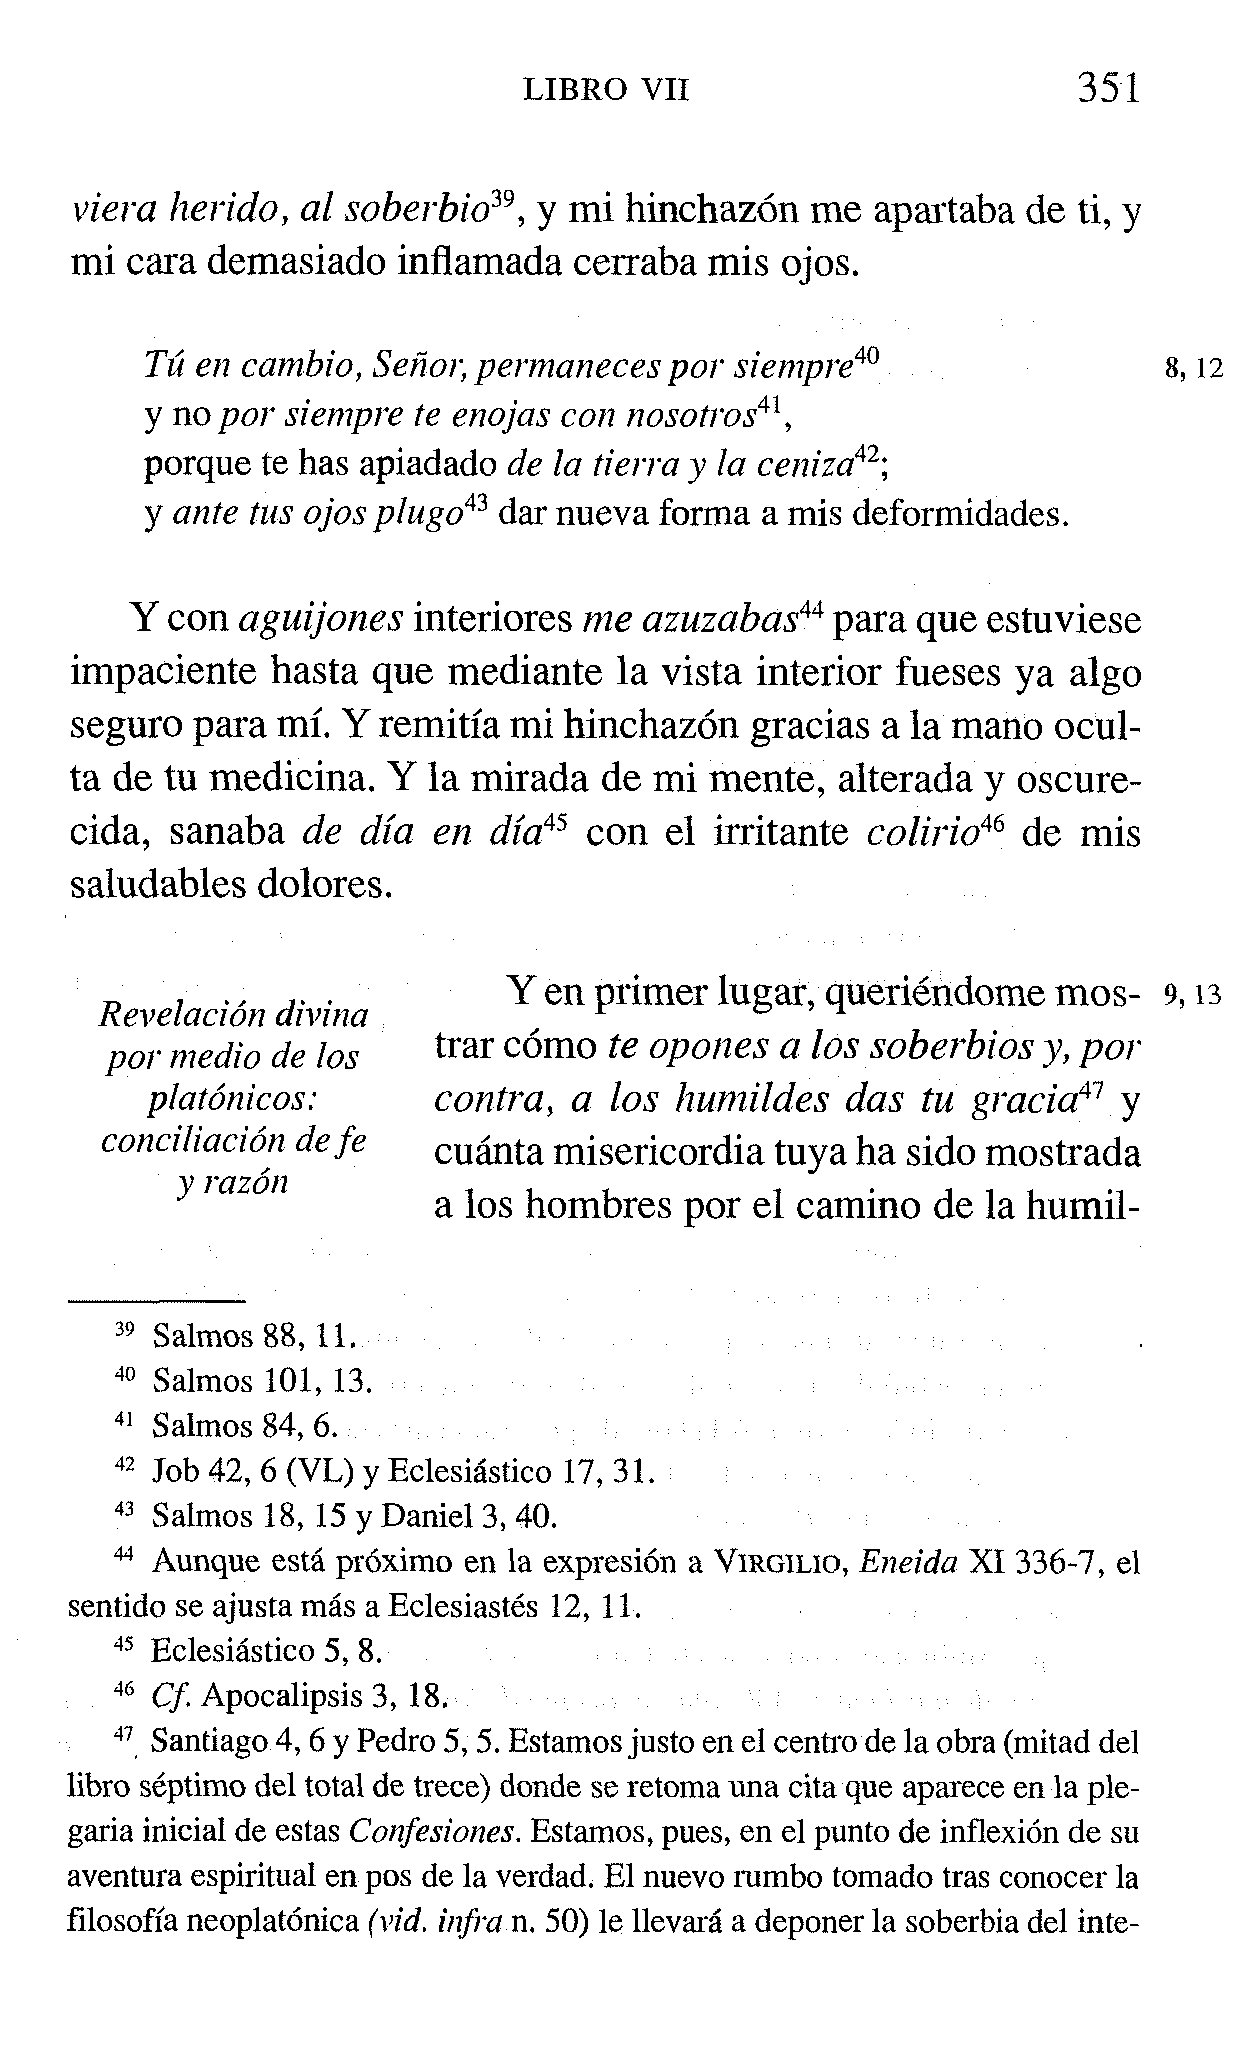 LIBRO VII 351
viera herido, al soberbio³⁹, y mi hinchazón me apartaba de ti, y
mi cara demasiado inflamada cerraba mis ojos.
Tú en cambio, Señor, permaneces por siempre⁴⁰ 8, 12
y no por siempre te enojas con nosotros⁴¹,
porque te has apiadado de la tierra y la ceniza⁴²;
y ante tus ojos plugo⁴³ dar nueva forma a mis deformidades.
Y con aguijones interiores me azuzabas⁴⁴ para que estuviese
impaciente hasta que mediante la vista interior fueses ya algo
seguro para mí. Y remitía mi hinchazón gracias a la mano ocul-
ta de tu medicina. Y la mirada de mi mente, alterada y oscure-
cida, sanaba de día en día⁴⁵ con el irritante colirio⁴⁶ de mis
saludables dolores.
Revelación divina
por medio de los
platónicos:
conciliación de fe
y razón
Y en primer lugar, queriéndome mos- 9, 13
trar cómo te opones a los soberbios y, por
contra, a los humildes das tu gracia⁴⁷ y
cuánta misericordia tuya ha sido mostrada
a los hombres por el camino de la humil-
³⁹ Salmos 88, 11.
⁴⁰ Salmos 101, 13.
⁴¹ Salmos 84, 6.
⁴² Job 42, 6 (VL) y Eclesiástico 17, 31.
⁴³ Salmos 18, 15 y Daniel 3, 40.
⁴⁴ Aunque está próximo en la expresión a VIRGILIO, Eneida XI 336-7, el
sentido se ajusta más a Eclesiastés 12, 11.
⁴⁵ Eclesiástico 5, 8.
⁴⁶ Cf. Apocalipsis 3, 18.
⁴⁷ Santiago 4, 6 y Pedro 5, 5. Estamos justo en el centro de la obra (mitad del
libro séptimo del total de trece) donde se retoma una cita que aparece en la ple-
garia inicial de estas Confesiones. Estamos, pues, en el punto de inflexión de su
aventura espiritual en pos de la verdad. El nuevo rumbo tomado tras conocer la
filosofía neoplatónica (vid. infra n. 50) le llevará a deponer la soberbia del inte-